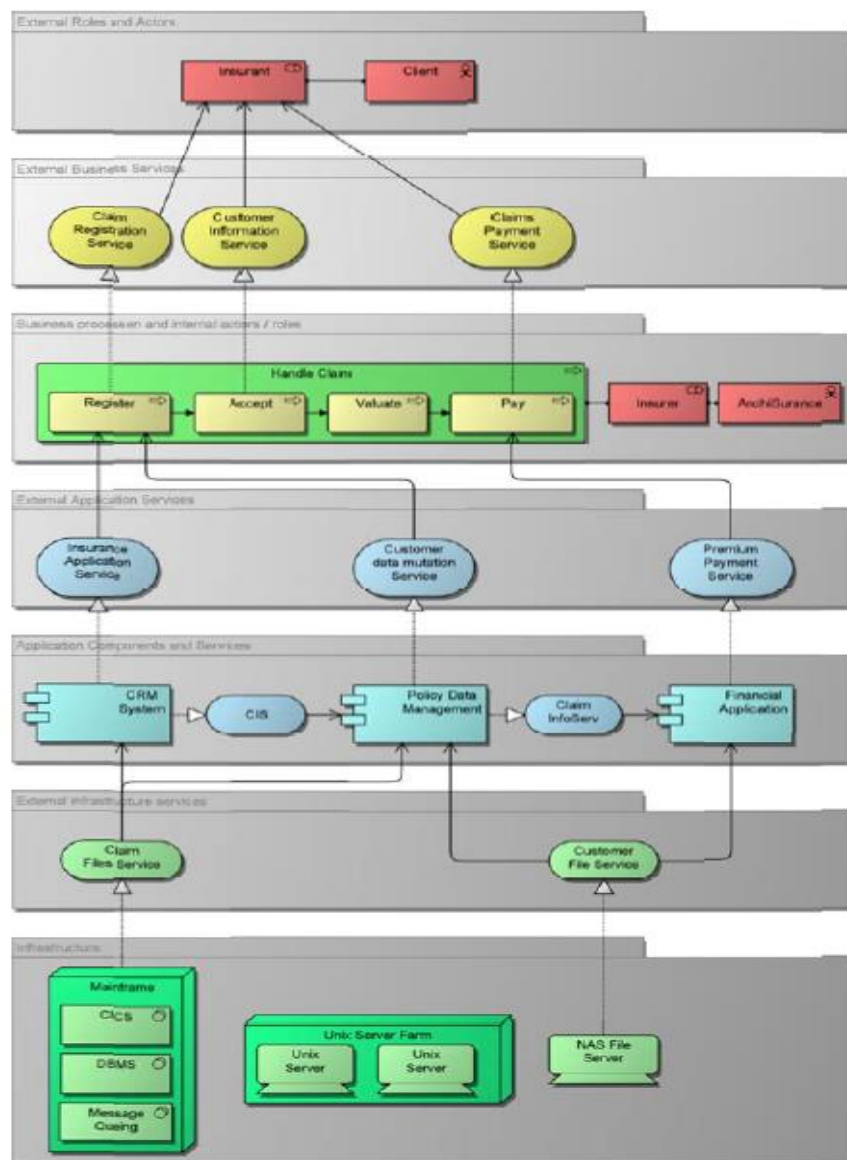 External Roles and Actors
Insurant
Client
External Business Services
Claim
Registration
Service
Customer
Information
Service
Claims
Payment
Service
Business processen and internal actors / roles
Handle Claim
Register
Accept
Valuate
Pay
Insurer
ArchiSurance
External Application Services
Insurance
Application
Service
Customer
data mutation
Service
Premium
Payment
Service
Application Components and Services
CRM
System
CIS
Policy Data
Management
Claim
InfoServ
Financial
Application
External infrastructure services
Claim
Files Service
Customer
File Service
Infrastructure
Mainframe
CICS
DBMS
Message
Queing
Unix Server Farm
Unix
Server
Unix
Server
NAS File
Server